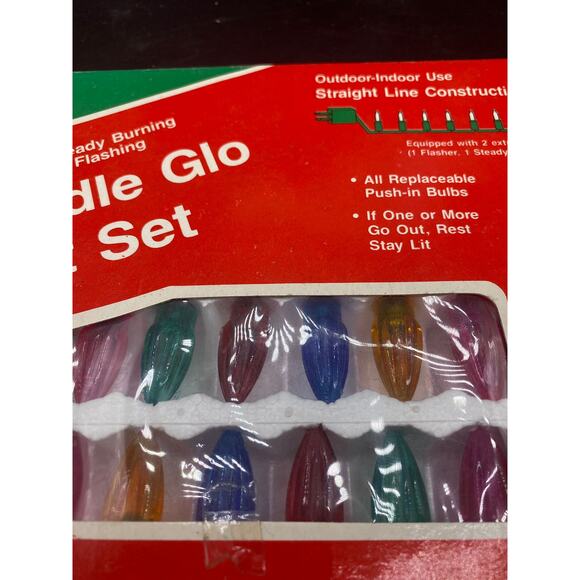 eady Burning
Flashing
dle Glo
Set
Outdoor-Indoor Use
Straight Line Constructi
Equipped with 2 ext
(1 Flasher, 1 Steady
• All Replaceable
Push-in Bulbs
• If One or More
Go Out, Rest
Stay Lit